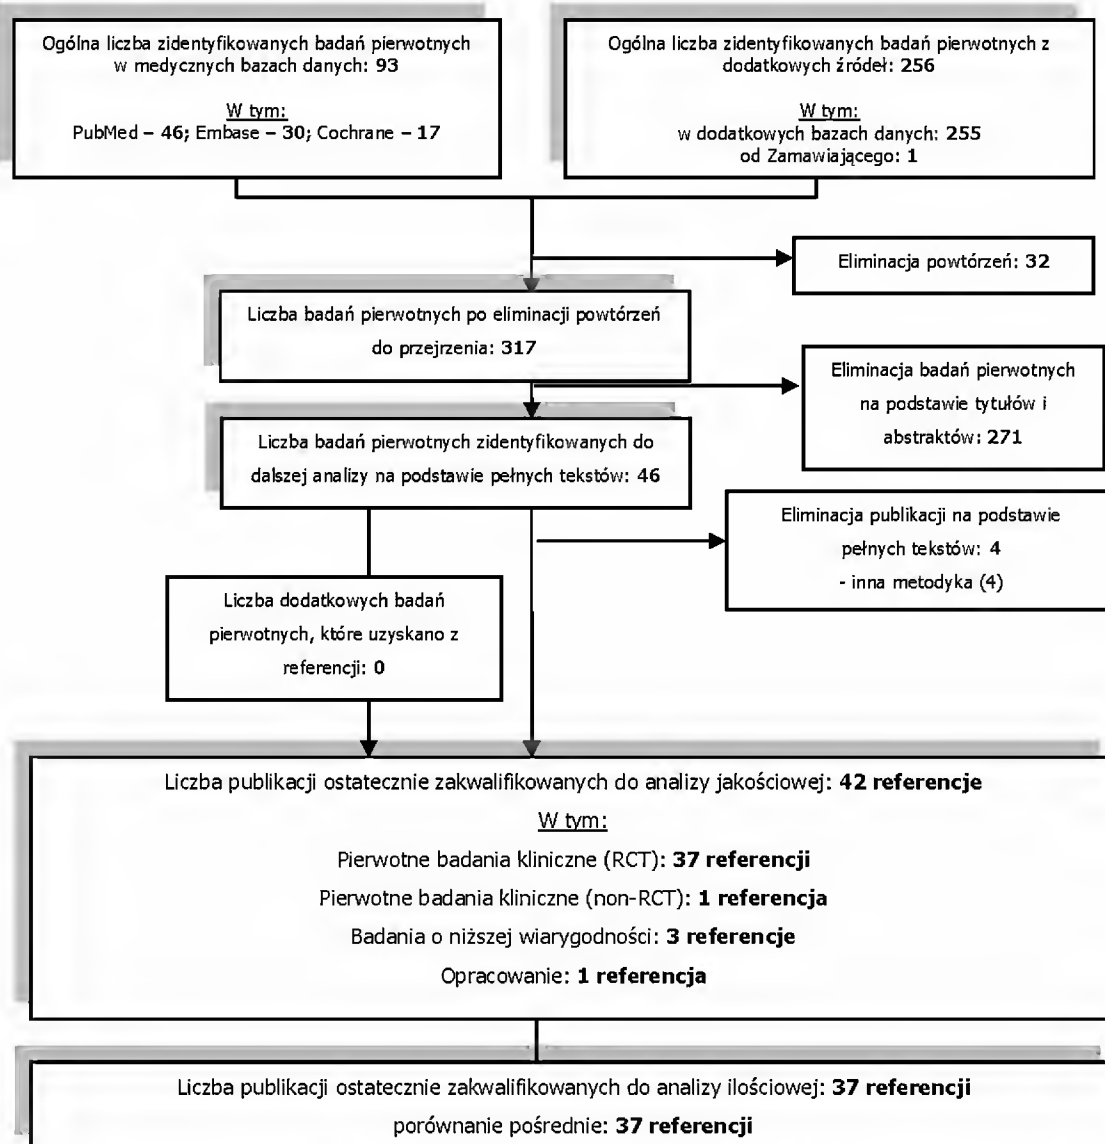 Ogólna liczba zidentyfikowanych badań pierwotnych
w medycznych bazach danych: 93
W tym:
PubMed – 46; Embase – 30; Cochrane – 17
Ogólna liczba zidentyfikowanych badań pierwotnych z
dodatkowych źródeł: 256
W tym:
w dodatkowych bazach danych: 255
od Zamawiającego: 1
Eliminacja powtórzeń: 32
Liczba badań pierwotnych po eliminacji powtórzeń
do przejrzenia: 317
Eliminacja badań pierwotnych
na podstawie tytułów i
abstraktów: 271
Liczba badań pierwotnych zidentyfikowanych do
dalszej analizy na podstawie pełnych tekstów: 46
Eliminacja publikacji na podstawie
pełnych tekstów: 4
- inna metodyka (4)
Liczba dodatkowych badań
pierwotnych, które uzyskano z
referencji: 0
Liczba publikacji ostatecznie zakwalifikowanych do analizy jakościowej: 42 referencje
W tym:
Pierwotne badania kliniczne (RCT): 37 referencji
Pierwotne badania kliniczne (non-RCT): 1 referencja
Badania o niższej wiarygodności: 3 referencje
Opracowanie: 1 referencja
Liczba publikacji ostatecznie zakwalifikowanych do analizy ilościowej: 37 referencji
porównanie pośrednie: 37 referencji